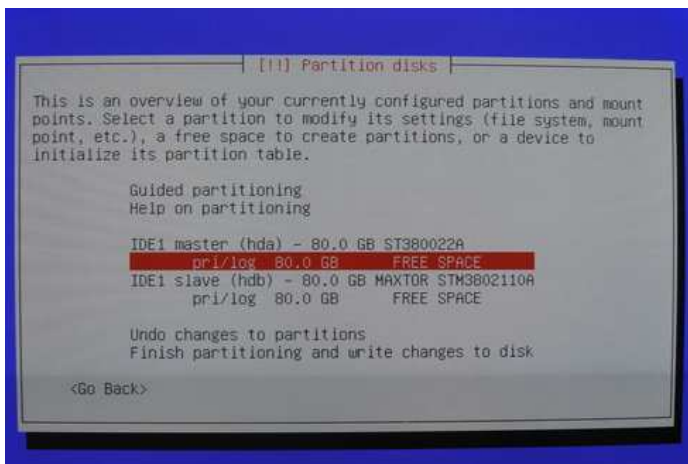 [!!] Partition disks
This is an overview of your currently configured partitions and mount
points. Select a partition to modify its settings (file system, mount
point, etc.), a free space to create partitions, or a device to
initialize its partition table.
Guided partitioning
Help on partitioning
IDE1 master (hda) - 80.0 GB ST380022A
pri/log 80.0 GB FREE SPACE
IDE1 slave (hdb) - 80.0 GB MAXTOR STM3802110A
pri/log 80.0 GB FREE SPACE
Undo changes to partitions
Finish partitioning and write changes to disk
<Go Back>